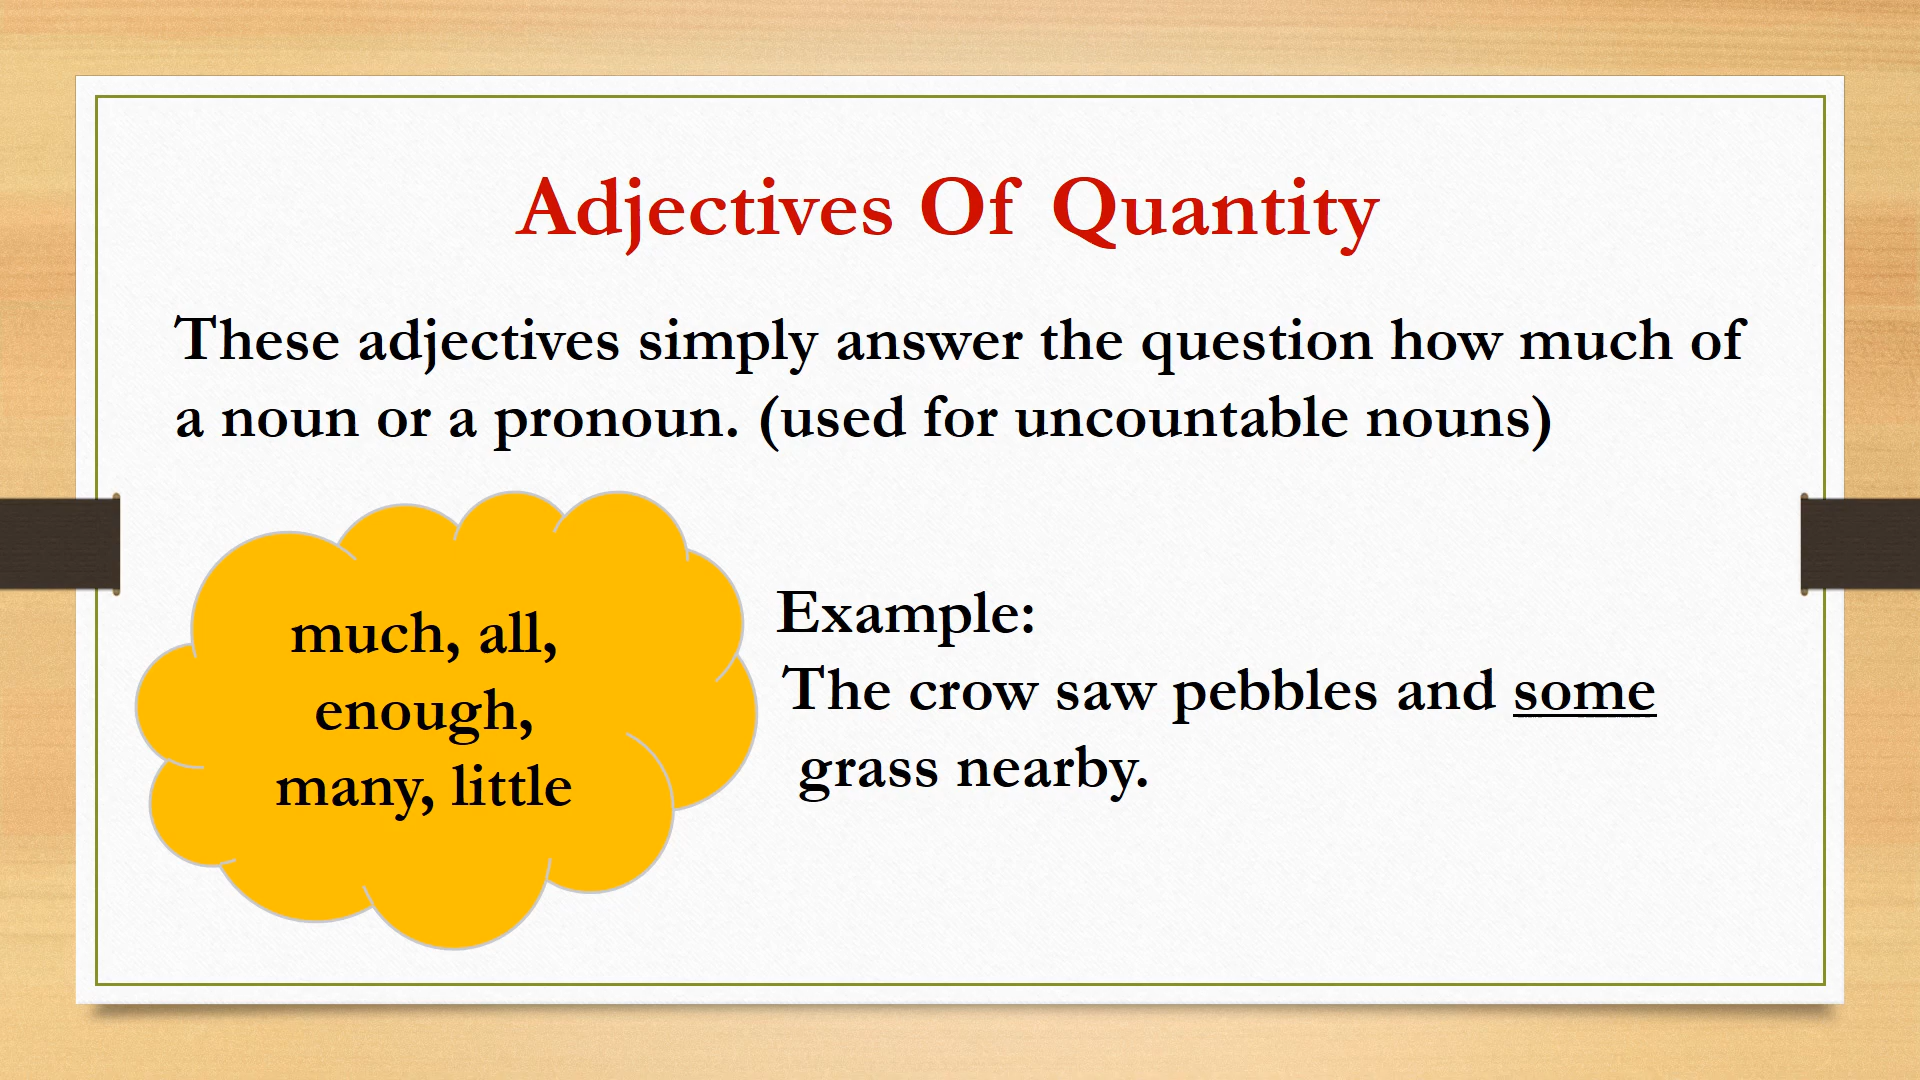 Adjectives Of Quantity
These adjectives simply answer the question how much of
a noun or a pronoun. (used for uncountable nouns)
much, all,
enough,
many, little
Example:
The crow saw pebbles and some
grass nearby.